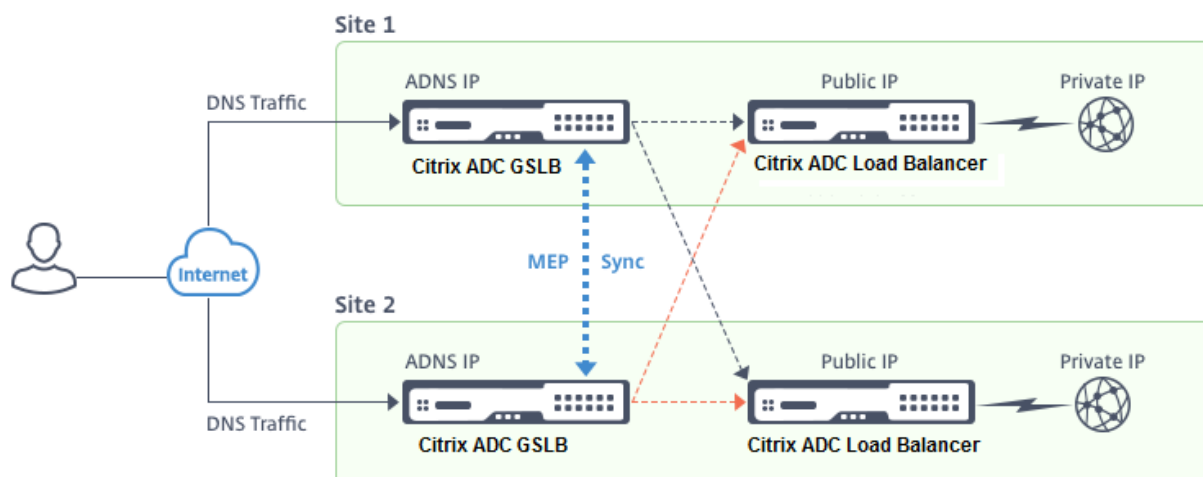 Site 1
ADNS IP
Public IP
Private IP
DNS Traffic
Citrix ADC GSLB
Citrix ADC Load Balancer
Internet
MEP Sync
Site 2
ADNS IP
Public IP
Private IP
DNS Traffic
Citrix ADC GSLB
Citrix ADC Load Balancer